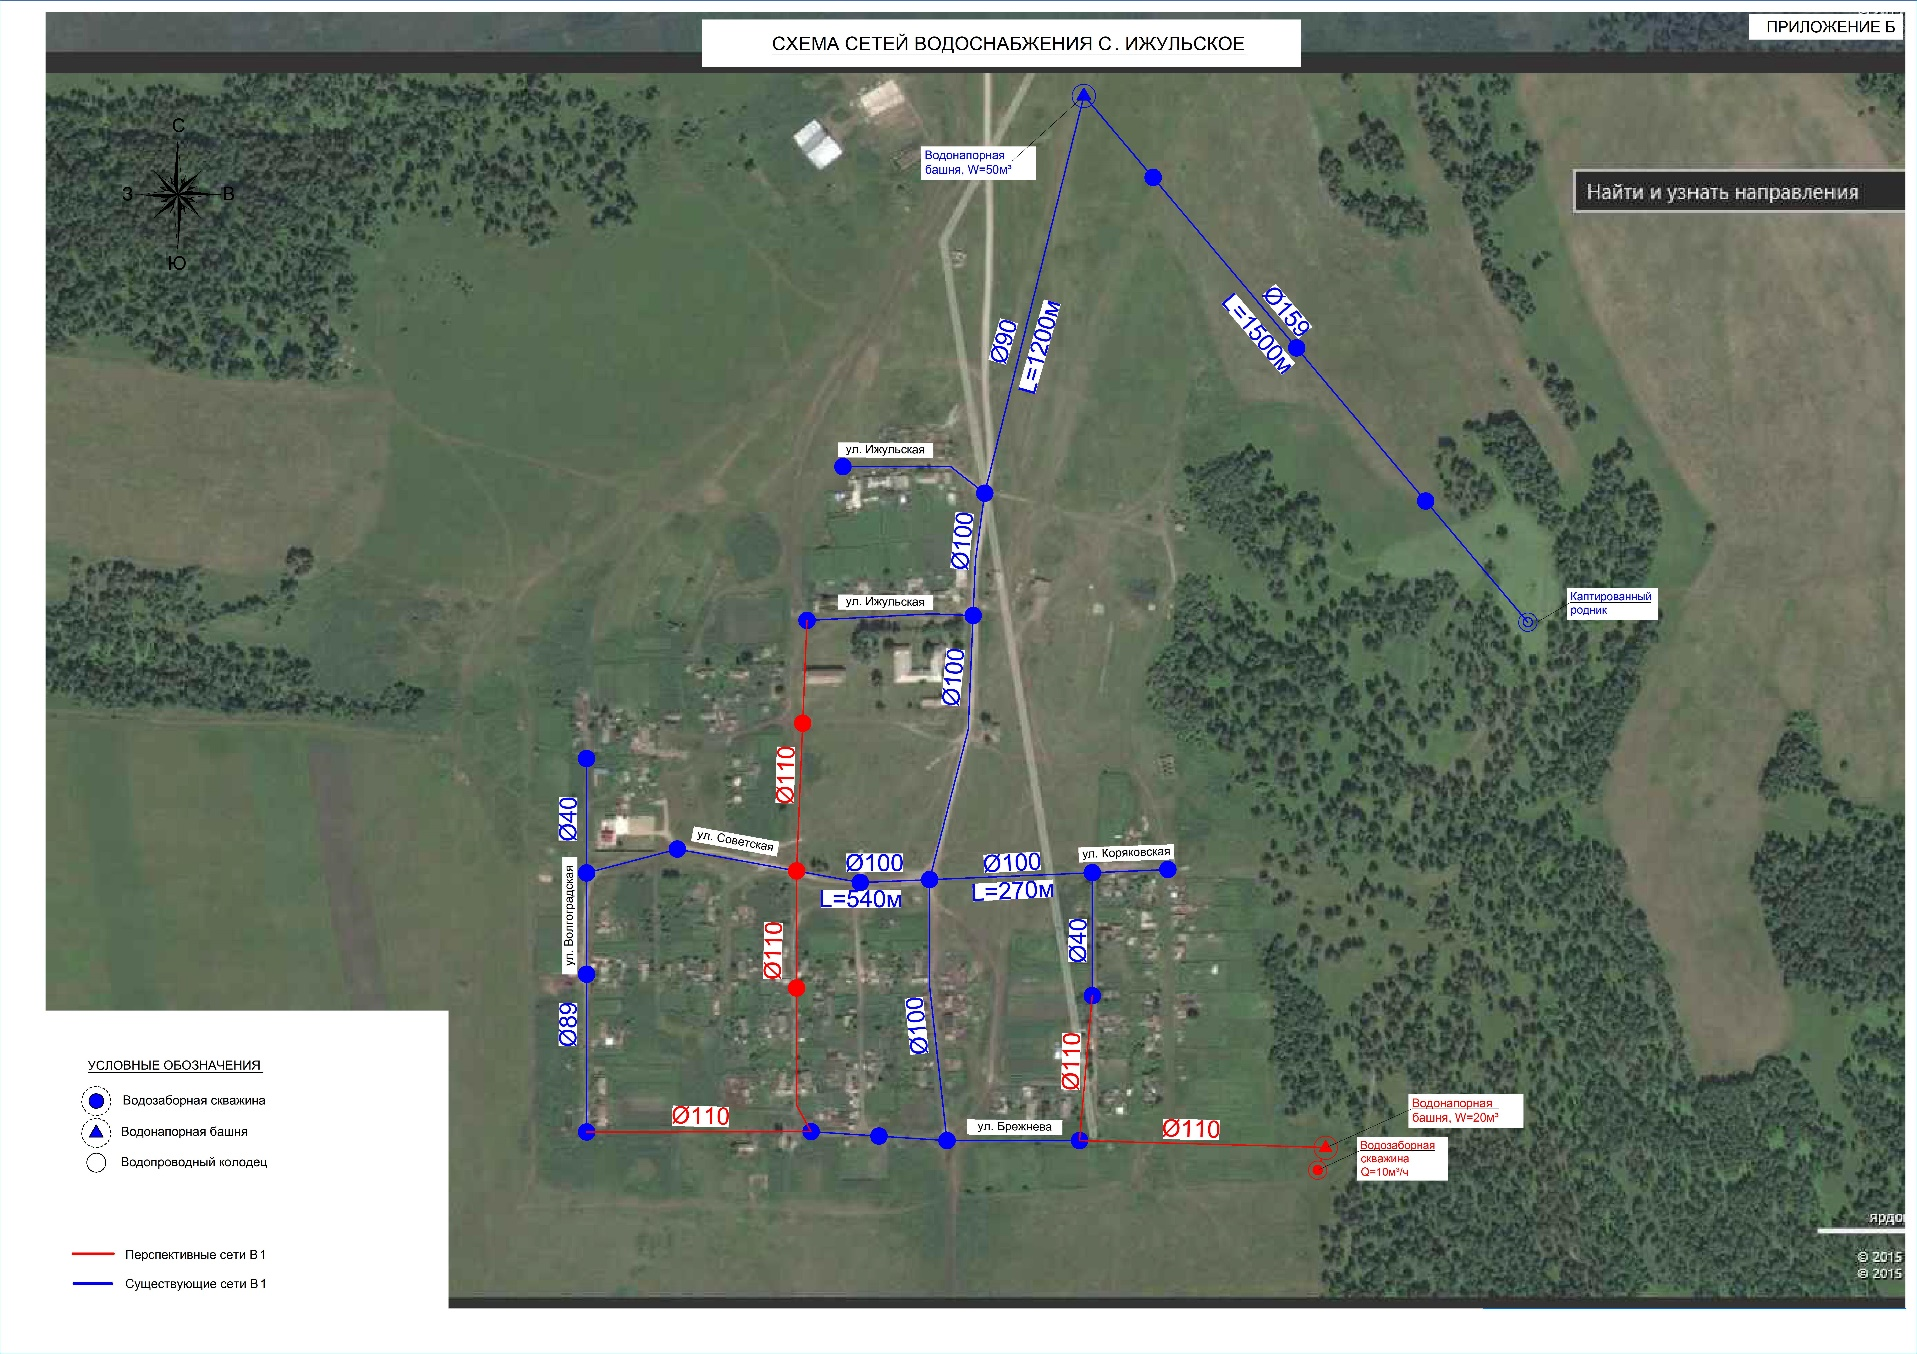 ПРИЛОЖЕНИЕ Б
СХЕМА СЕТЕЙ ВОДОСНАБЖЕНИЯ С. ИЖУЛЬСКОЕ
С
З
В
Ю
Водонапорная
башня. W=50м³
Найти и узнать направления
Ø159
L=1500м
Ø90
L=1200м
ул. Ижульская
Ø100
ул. Ижульская
Каптированный
родник
Ø100
Ø110
Ø40
ул. Советская
Ø100
L=540м
Ø100
L=270м
ул. Коряковская
ул. Волгоградская
Ø110
Ø40
Ø89
Ø100
Ø110
Ø110
ул. Брежнева
Ø110
Водонапорная
башня, W=20м³
Водозаборная
скважина
Q=10м³/ч
УСЛОВНЫЕ ОБОЗНАЧЕНИЯ
Водозаборная скважина
Водонапорная башня
Водопроводный колодец
Перспективные сети В1
Существующие сети В1
© 2015
© 2015